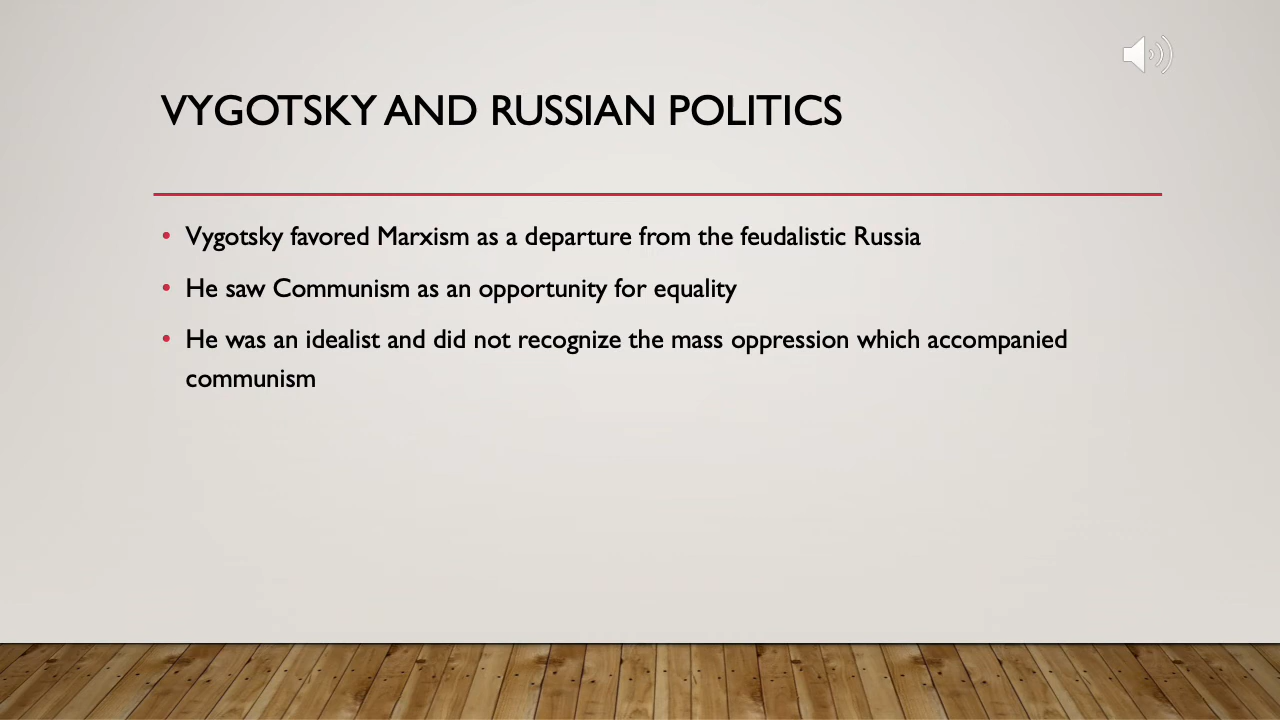 VYGOTSKY AND RUSSIAN POLITICS
• Vygotsky favored Marxism as a departure from the feudalistic Russia
• He saw Communism as an opportunity for equality
• He was an idealist and did not recognize the mass oppression which accompanied
communism